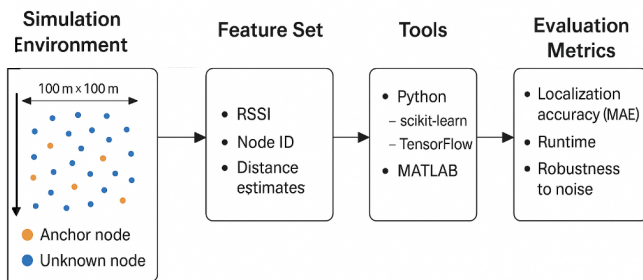 Simulation
Environment
100 m × 100 m
Anchor node
Unknown node
Feature Set
• RSSI
• Node ID
• Distance
estimates
Tools
• Python
– scikit-learn
– TensorFlow
• MATLAB
Evaluation
Metrics
• Localization
accuracy (MAE)
• Runtime
• Robustness
to noise